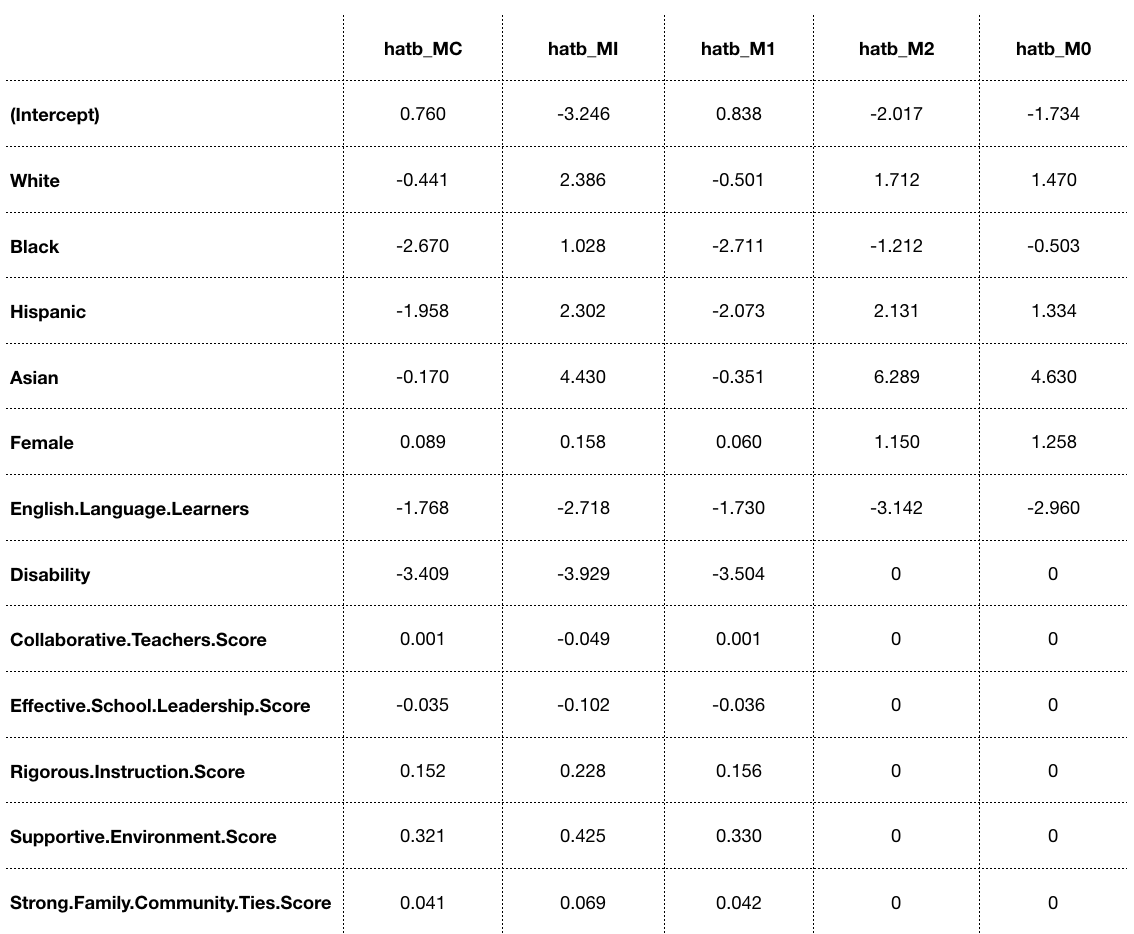 hatb_MC hatb_MI hatb_M1 hatb_M2 hatb_M0
(Intercept) 0.760 -3.246 0.838 -2.017 -1.734
White -0.441 2.386 -0.501 1.712 1.470
Black -2.670 1.028 -2.711 -1.212 -0.503
Hispanic -1.958 2.302 -2.073 2.131 1.334
Asian -0.170 4.430 -0.351 6.289 4.630
Female 0.089 0.158 0.060 1.150 1.258
English.Language.Learners -1.768 -2.718 -1.730 -3.142 -2.960
Disability -3.409 -3.929 -3.504 0 0
Collaborative.Teachers.Score 0.001 -0.049 0.001 0 0
Effective.School.Leadership.Score -0.035 -0.102 -0.036 0 0
Rigorous.Instruction.Score 0.152 0.228 0.156 0 0
Supportive.Environment.Score 0.321 0.425 0.330 0 0
Strong.Family.Community.Ties.Score 0.041 0.069 0.042 0 0